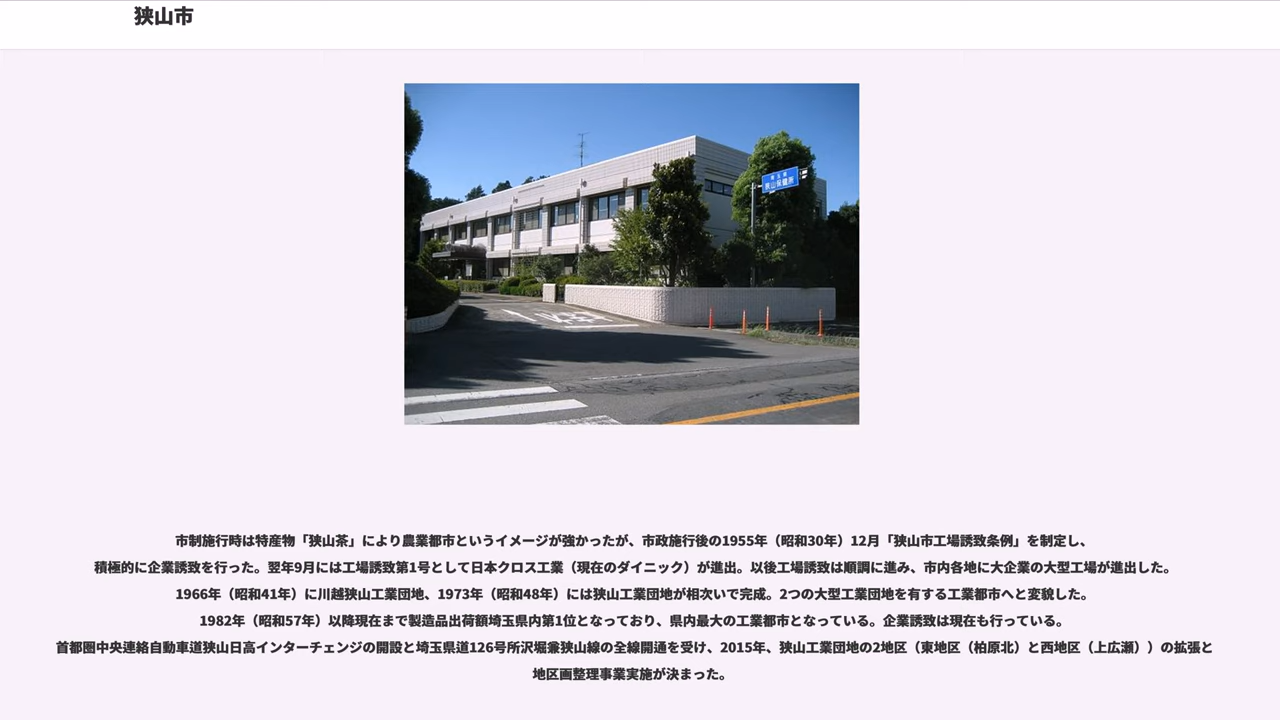 狭山市
埼玉県
狭山保健所
市制施行時は特産物「狭山茶」により農業都市というイメージが強かったが、市政施行後の1955年（昭和30年）12月「狭山市工場誘致条例」を制定し、
積極的に企業誘致を行った。翌年9月には工場誘致第1号として日本クロス工業（現在のダイニック）が進出。以後工場誘致は順調に進み、市内各地に大企業の大型工場が進出した。
1966年（昭和41年）に川越狭山工業団地、1973年（昭和48年）には狭山工業団地が相次いで完成。2つの大型工業団地を有する工業都市へと変貌した。
1982年（昭和57年）以降現在まで製造品出荷額埼玉県内第1位となっており、県内最大の工業都市となっている。企業誘致は現在も行っている。
首都圏中央連絡自動車道狭山日高インターチェンジの開設と埼玉県道126号所沢堀兼狭山線の全線開通を受け、2015年、狭山工業団地の2地区（東地区（柏原北）と西地区（上広瀬））の拡張と
地区画整理事業実施が決まった。